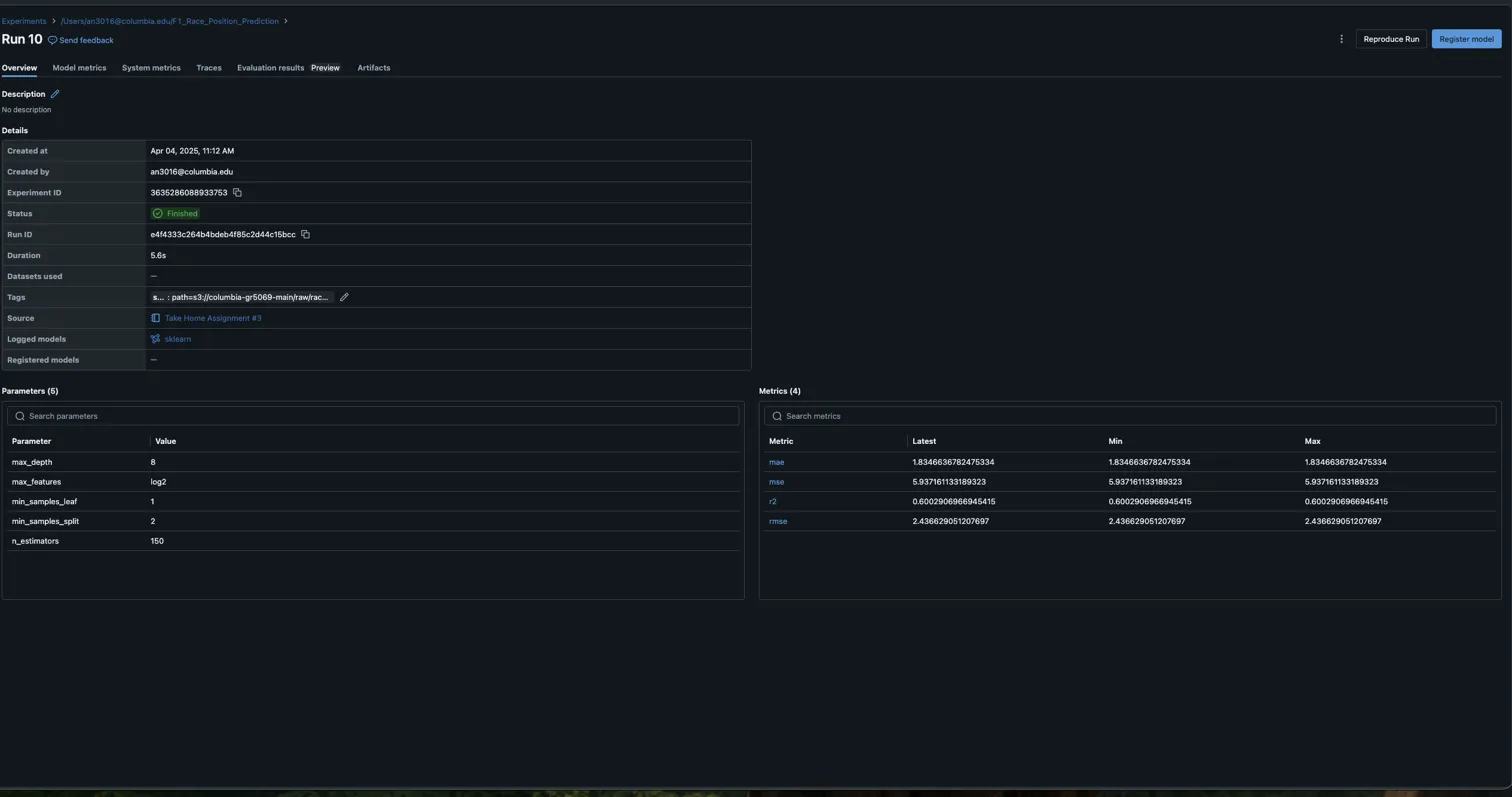 Experiments > /Users/an3016@columbia.edu/F1_Race_Position_Prediction >
Run 10 Send feedback
Reproduce Run Register model
Overview Model metrics System metrics Traces Evaluation results Preview Artifacts
Description
No description
Details
Created at Apr 04, 2025, 11:12 AM
Created by an3016@columbia.edu
Experiment ID 3635286088933753
Status Finished
Run ID e4f4333c264b4bdeb4f85c2d44c15bcc
Duration 5.6s
Datasets used —
Tags s... : path=s3://columbia-gr5069-main/raw/rac...
Source Take Home Assignment #3
Logged models sklearn
Registered models —
Parameters (5)
Search parameters
Parameter Value
max_depth 8
max_features log2
min_samples_leaf 1
min_samples_split 2
n_estimators 150
Metrics (4)
Search metrics
Metric Latest Min Max
mae 1.8346636782475334 1.8346636782475334 1.8346636782475334
mse 5.937161133189323 5.937161133189323 5.937161133189323
r2 0.6002906966945415 0.6002906966945415 0.6002906966945415
rmse 2.436629051207697 2.436629051207697 2.436629051207697